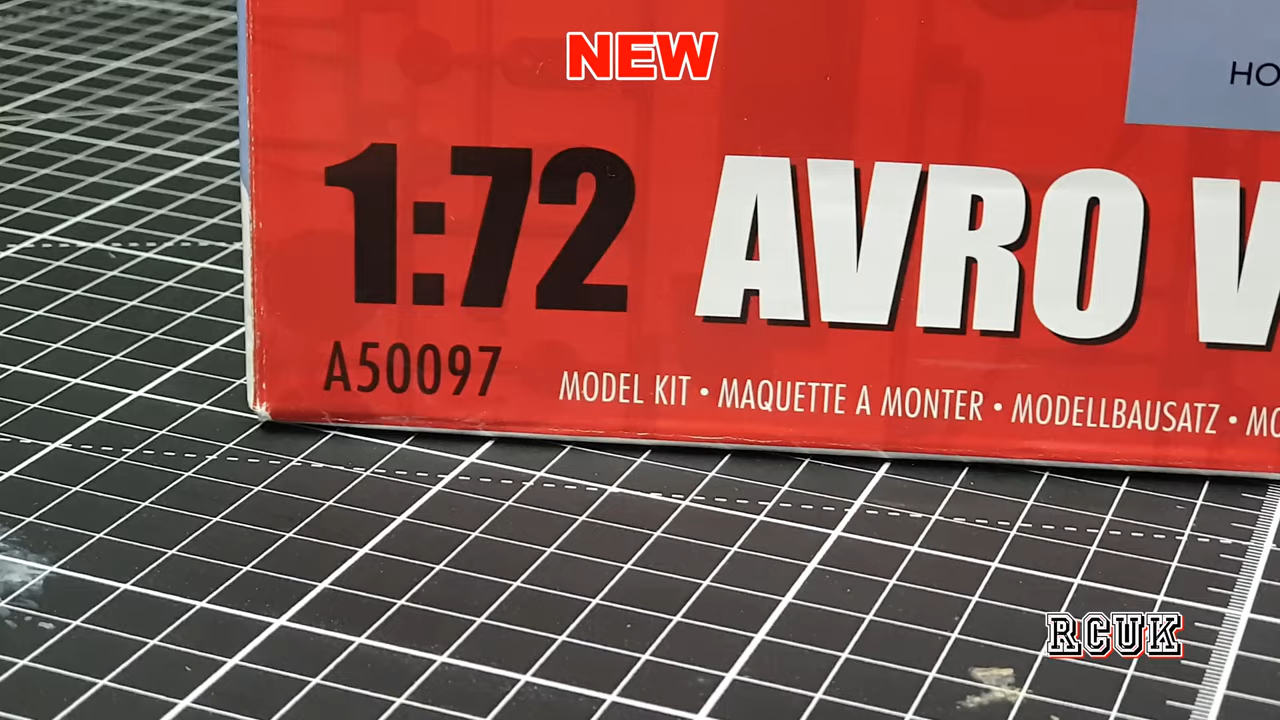 NEW
HO
1:72 AVRO V
A50097
MODEL KIT • MAQUETTE A MONTER • MODELLBAUSATZ • MO
RCUK